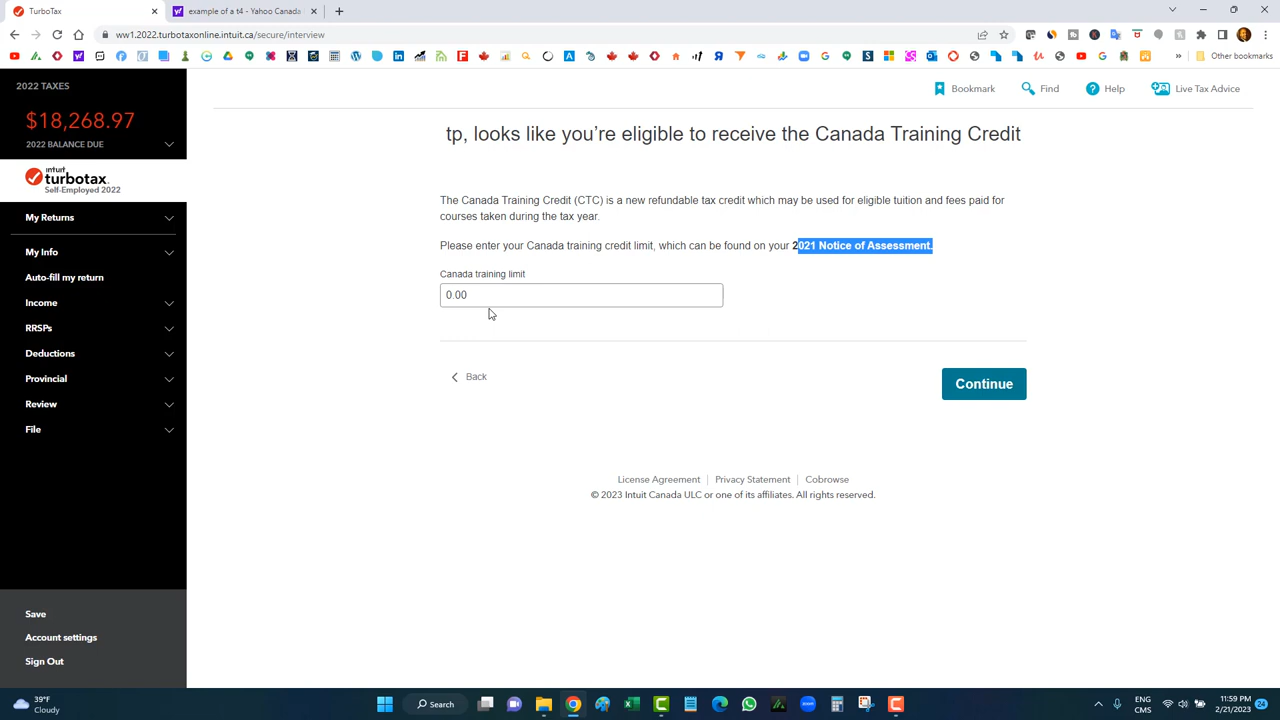 TurboTax
example of a t4 - Yahoo Canada
ww1.2022.turbotaxonline.intuit.ca/secure/interview
Other bookmarks
2022 TAXES
$18,268.97
2022 BALANCE DUE
intuit
turbotax
Self-Employed 2022
My Returns
My Info
Auto-fill my return
Income
RRSPs
Deductions
Provincial
Review
File
Save
Account settings
Sign Out
Bookmark
Find
Help
Live Tax Advice
tp, looks like you’re eligible to receive the Canada Training Credit
The Canada Training Credit (CTC) is a new refundable tax credit which may be used for eligible tuition and fees paid for
courses taken during the tax year.
Please enter your Canada training credit limit, which can be found on your 2021 Notice of Assessment.
Canada training limit
0.00
Back
Continue
License Agreement | Privacy Statement | Cobrowse
© 2023 Intuit Canada ULC or one of its affiliates. All rights reserved.
39°F
Cloudy
Search
ENG
CMS
11:59 PM
2/21/2023
24